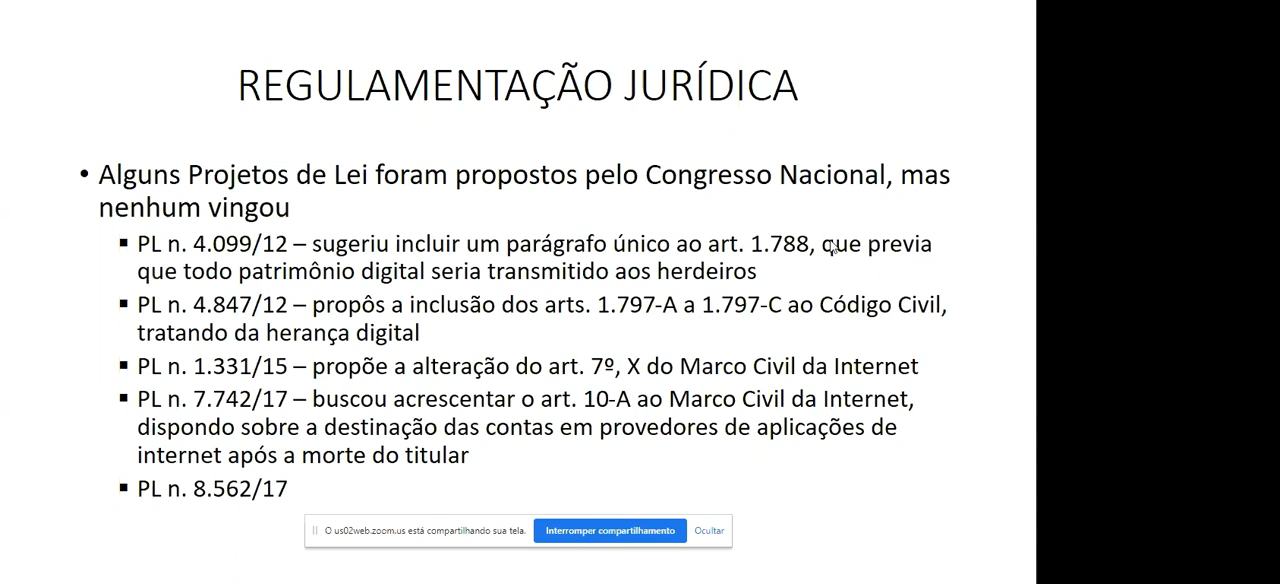 REGULAMENTAÇÃO JURÍDICA
• Alguns Projetos de Lei foram propostos pelo Congresso Nacional, mas
nenhum vingou
▪ PL n. 4.099/12 – sugeriu incluir um parágrafo único ao art. 1.788, que previa
que todo patrimônio digital seria transmitido aos herdeiros
▪ PL n. 4.847/12 – propôs a inclusão dos arts. 1.797-A a 1.797-C ao Código Civil,
tratando da herança digital
▪ PL n. 1.331/15 – propõe a alteração do art. 7º, X do Marco Civil da Internet
▪ PL n. 7.742/17 – buscou acrescentar o art. 10-A ao Marco Civil da Internet,
dispondo sobre a destinação das contas em provedores de aplicações de
internet após a morte do titular
▪ PL n. 8.562/17
O us02web.zoom.us está compartilhando sua tela. Interromper compartilhamento Ocultar